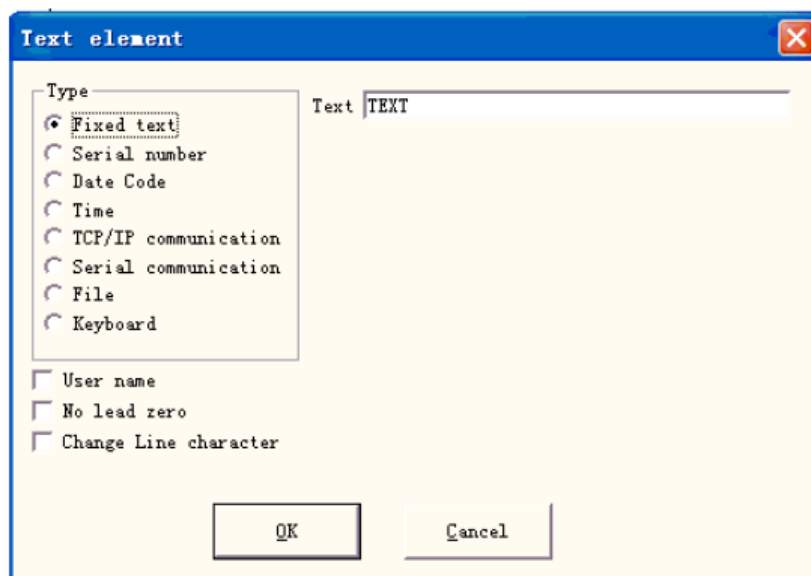 Text element
Type
Text TEXT
Fixed text
Serial number
Date Code
Time
TCP/IP communication
Serial communication
File
Keyboard
User name
No lead zero
Change Line character
OK Cancel